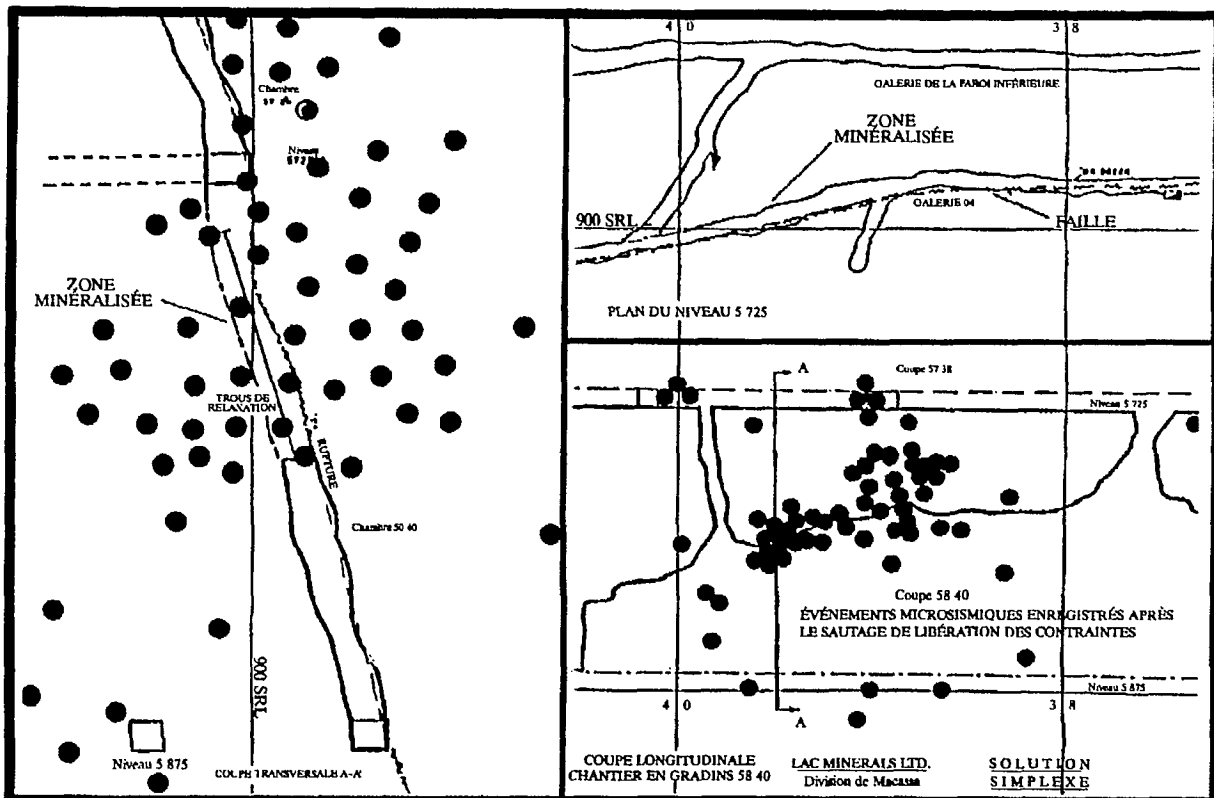 Chambre
Niveau
ZONE
MINÉRALISÉE
TROUS DE
RELAXATION
RUPTURE
Chambre 50 40
900 SRL
Niveau 5 875
COUPE TRANSVERSALE A-A'
4 0
3 8
GALERIE DE LA PAROI INFÉRIEURE
ZONE
MINÉRALISÉE
900 SRL
GALERIE 04
FAILLE
PLAN DU NIVEAU 5 725
A
Coupe 57 38
Niveau 5 725
Coupe 58 40
ÉVÉNEMENTS MICROSISMIQUES ENREGISTRÉS APRÈS
LE SAUTAGE DE LIBÉRATION DES CONTRAINTES
Niveau 5 875
4 0
A
3 8
COUPE LONGITUDINALE
CHANTIER EN GRADINS 58 40
LAC MINERALS LTD.
Division de Macassa
SOLUTION
SIMPLEXE